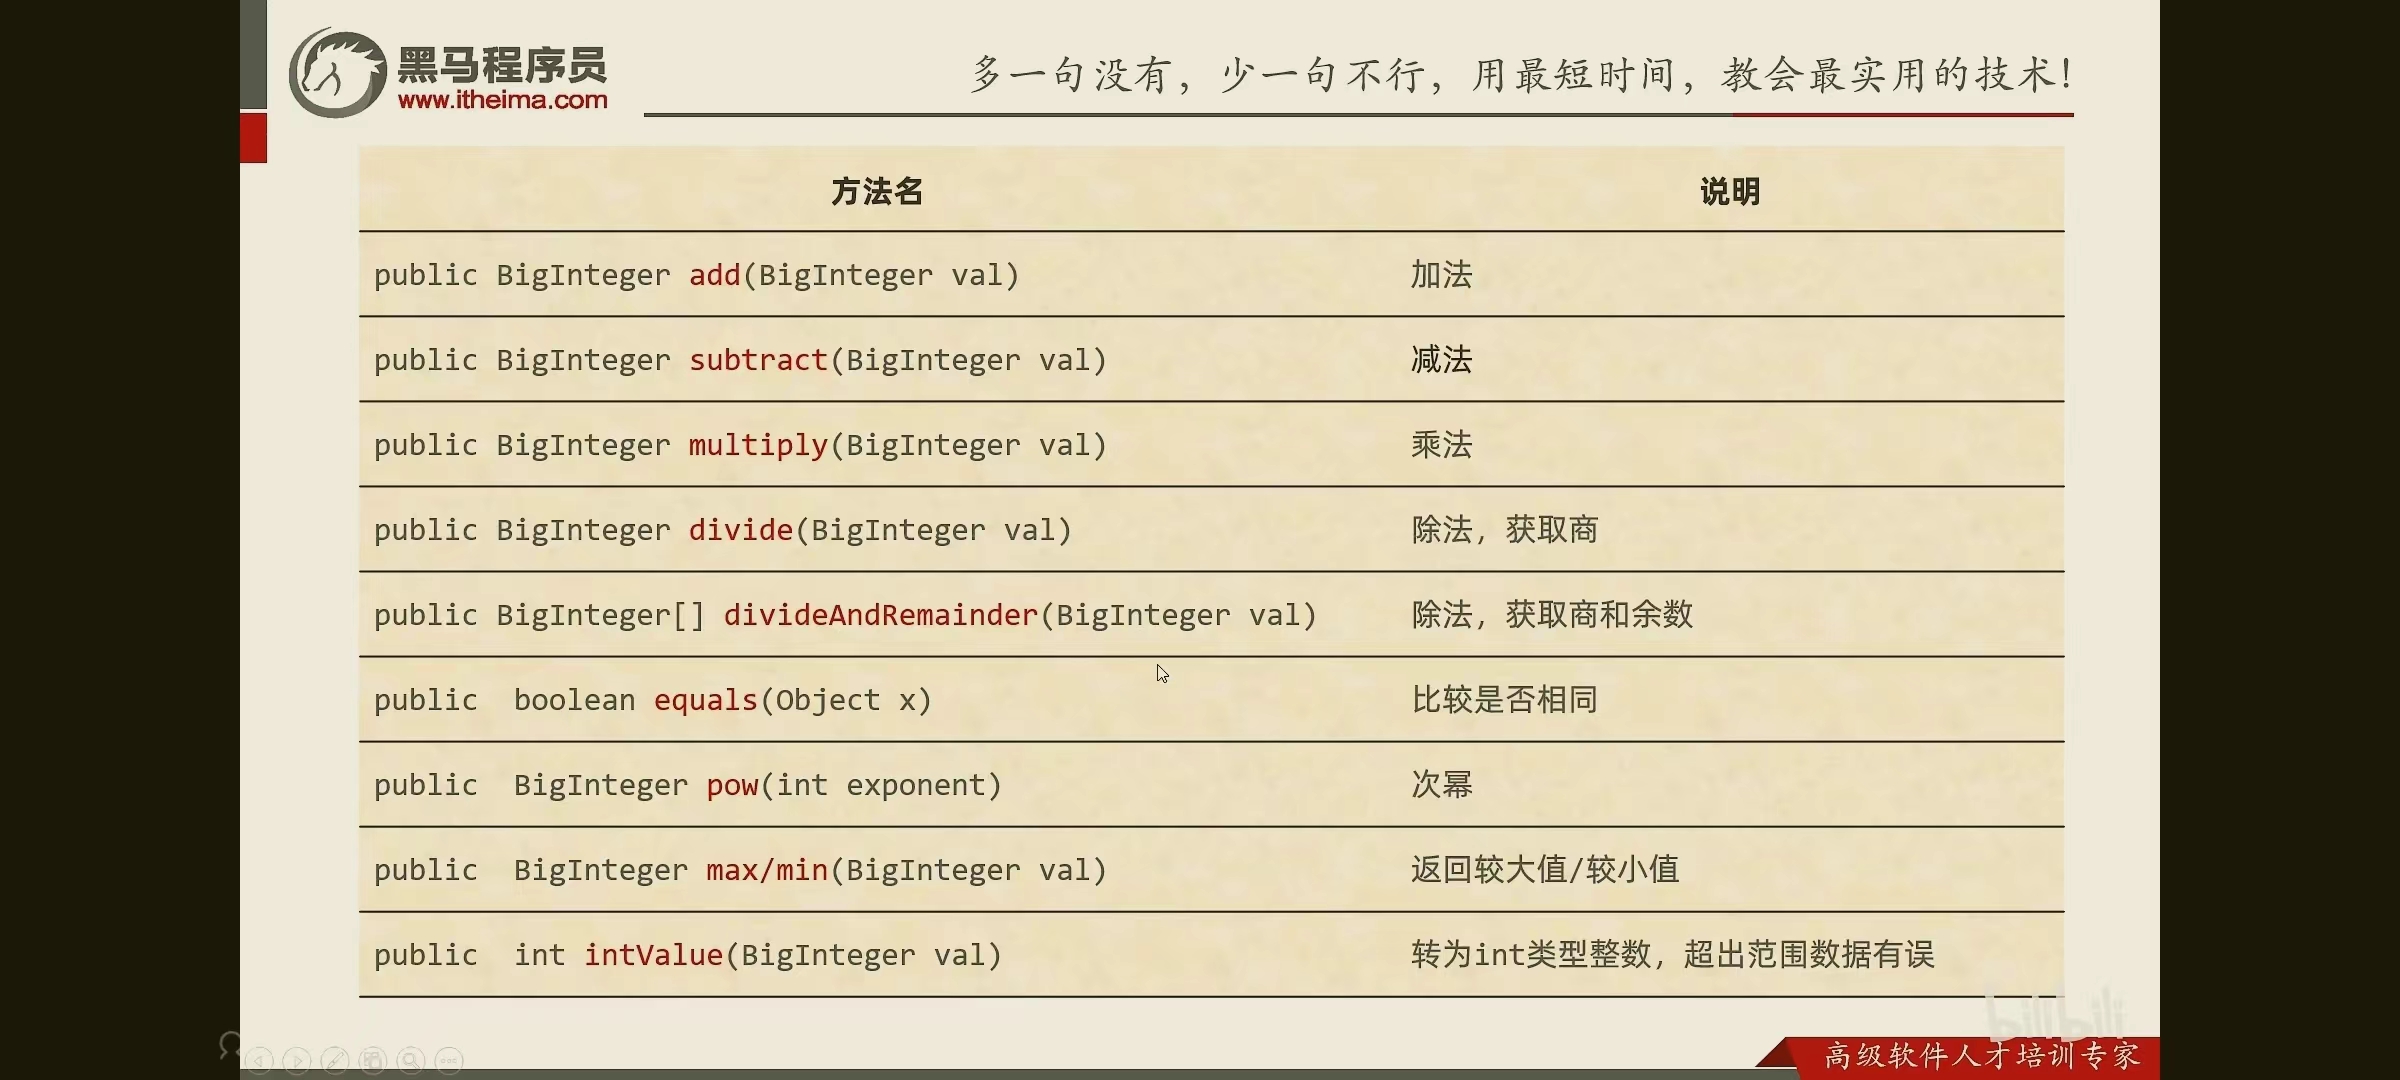 黑马程序员
www.itheima.com
多一句没有，少一句不行，用最短时间，教会最实用的技术！
方法名 说明
public BigInteger add(BigInteger val) 加法
public BigInteger subtract(BigInteger val) 减法
public BigInteger multiply(BigInteger val) 乘法
public BigInteger divide(BigInteger val) 除法，获取商
public BigInteger[] divideAndRemainder(BigInteger val) 除法，获取商和余数
public  boolean equals(Object x) 比较是否相同
public  BigInteger pow(int exponent) 次幂
public  BigInteger max/min(BigInteger val) 返回较大值/较小值
public  int intValue(BigInteger val) 转为int类型整数，超出范围数据有误
bilibili
高级软件人才培训专家